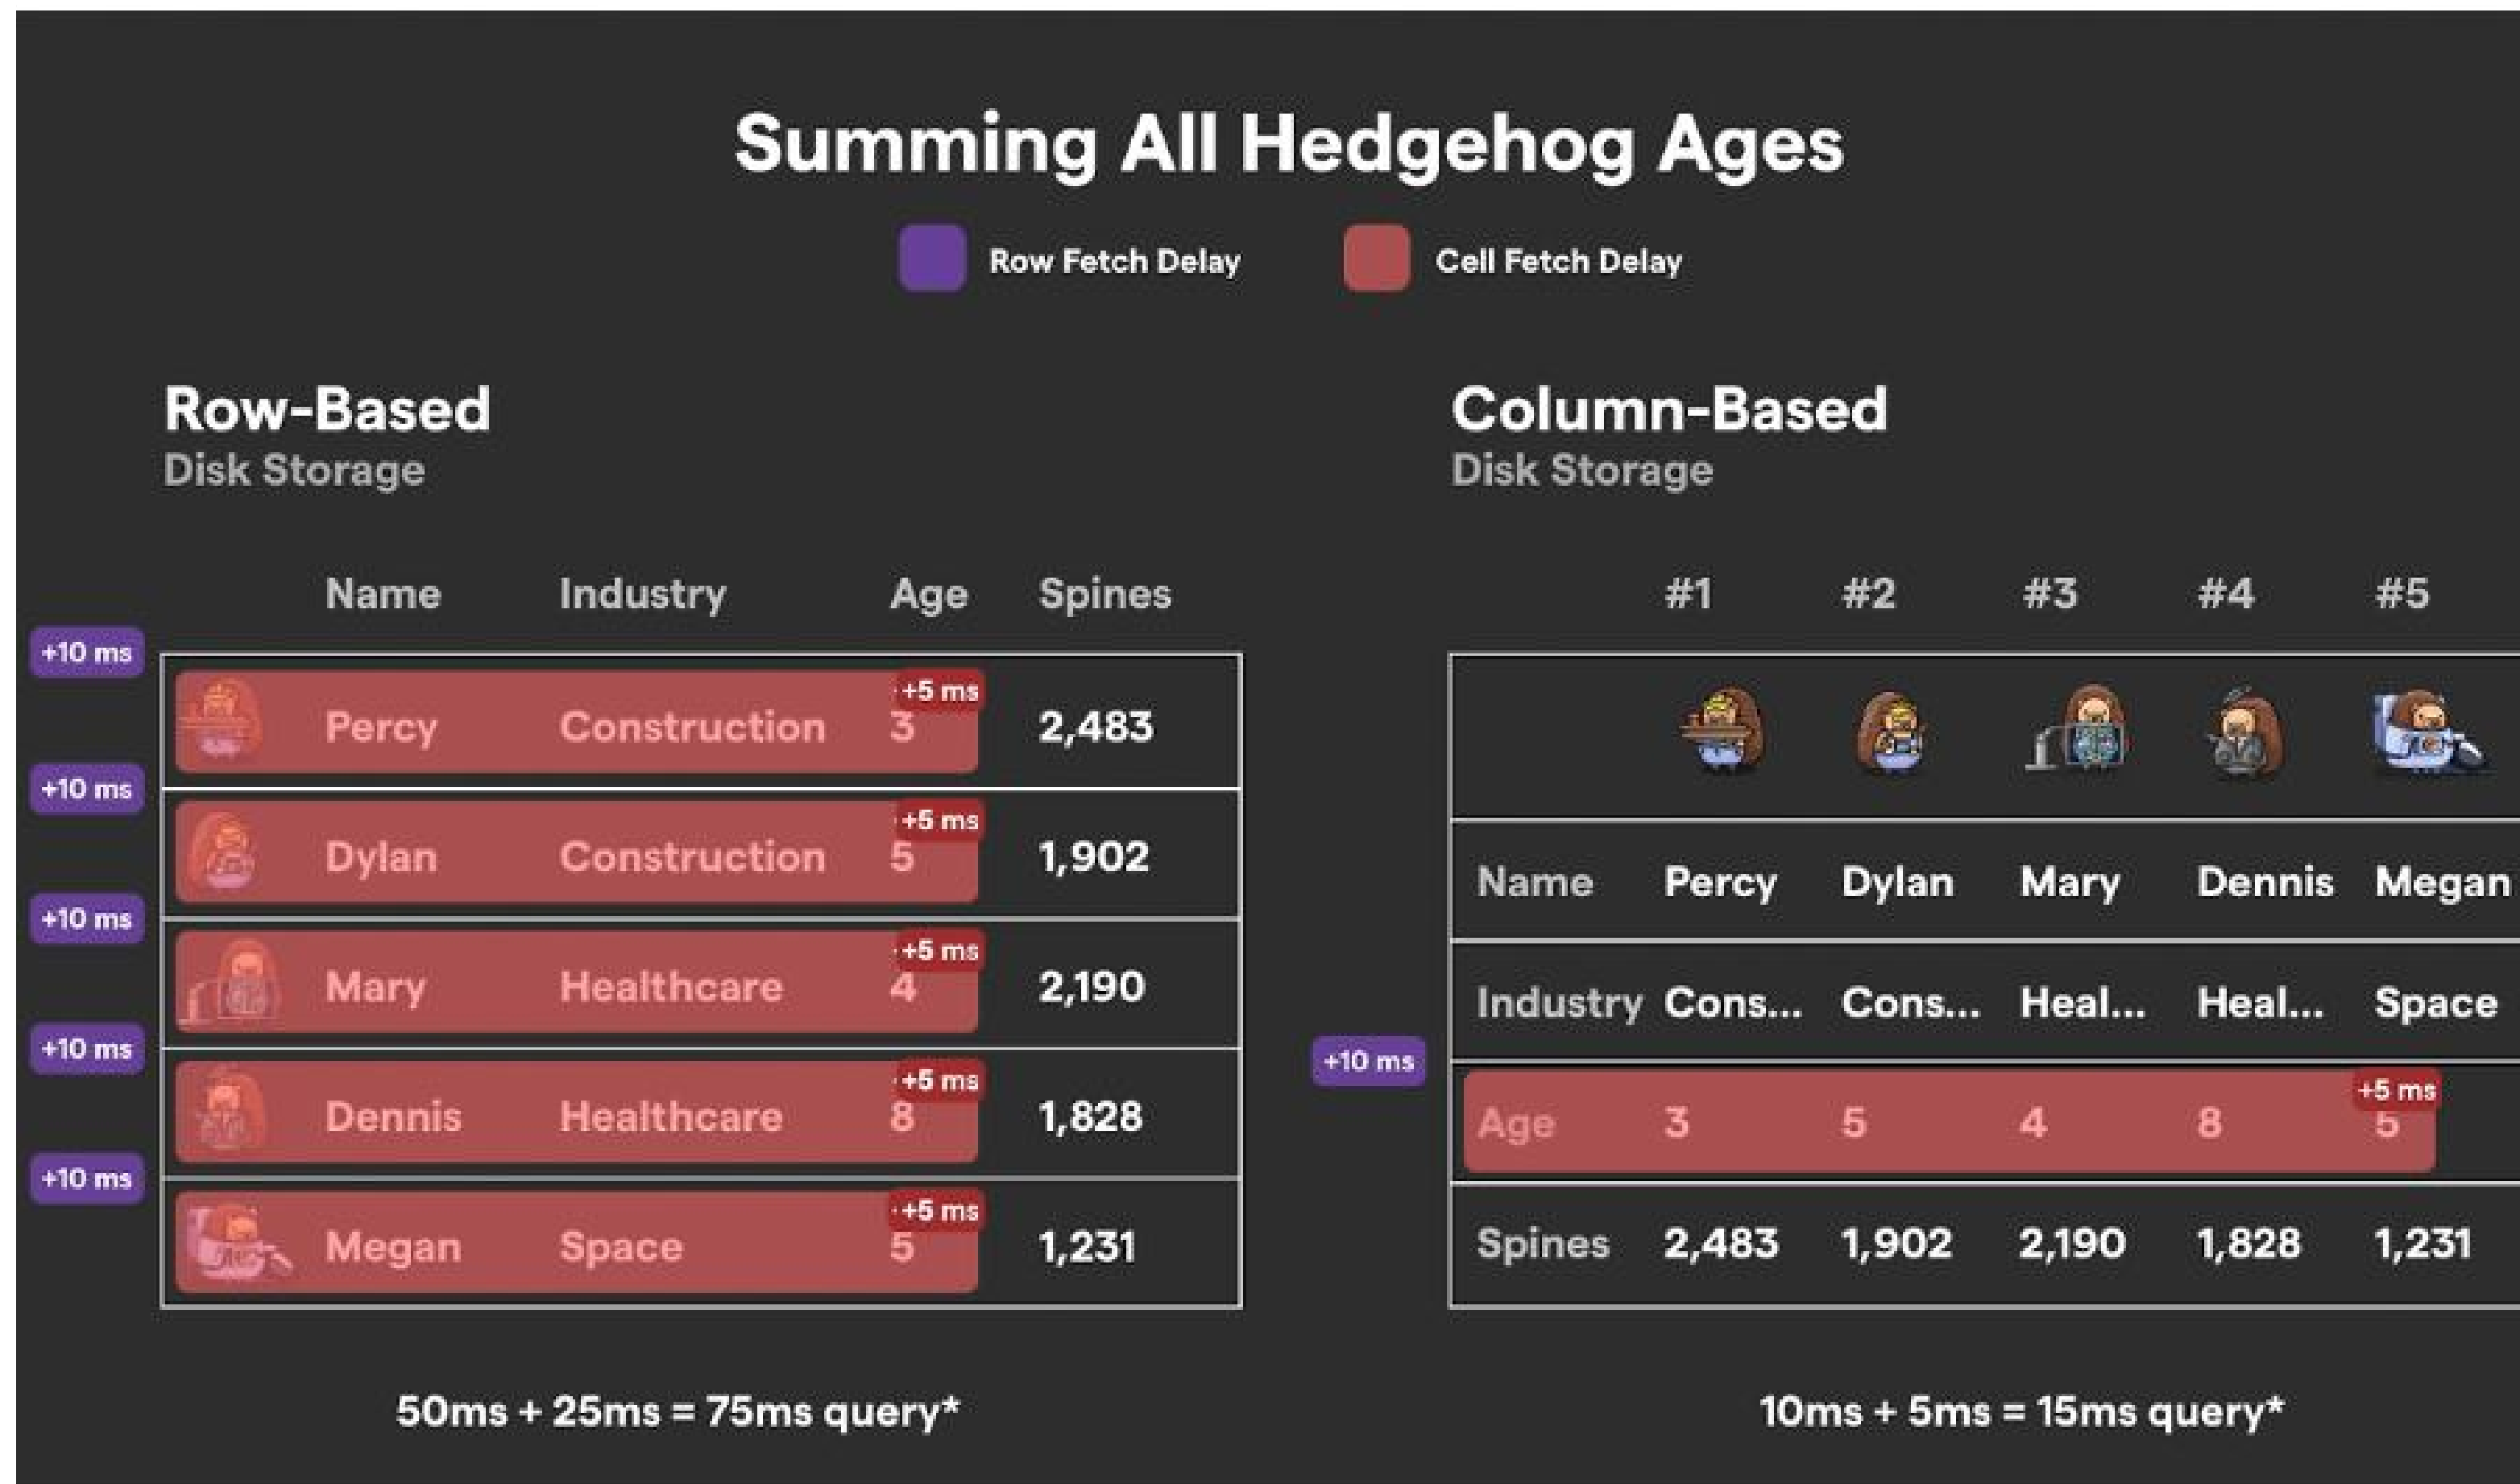 Summing All Hedgehog Ages
Row Fetch Delay Cell Fetch Delay
Row-Based
Disk Storage
Name Industry Age Spines
+10 ms
+5 ms
Percy Construction 3 2,483
+10 ms
+5 ms
Dylan Construction 5 1,902
+10 ms
+5 ms
Mary Healthcare 4 2,190
+10 ms
+5 ms
Dennis Healthcare 8 1,828
+10 ms
+5 ms
Megan Space 5 1,231
50ms + 25ms = 75ms query*
Column-Based
Disk Storage
#1 #2 #3 #4 #5
Name Percy Dylan Mary Dennis Megan
Industry Cons... Cons... Heal... Heal... Space
+10 ms
+5 ms
Age 3 5 4 8 5
Spines 2,483 1,902 2,190 1,828 1,231
10ms + 5ms = 15ms query*